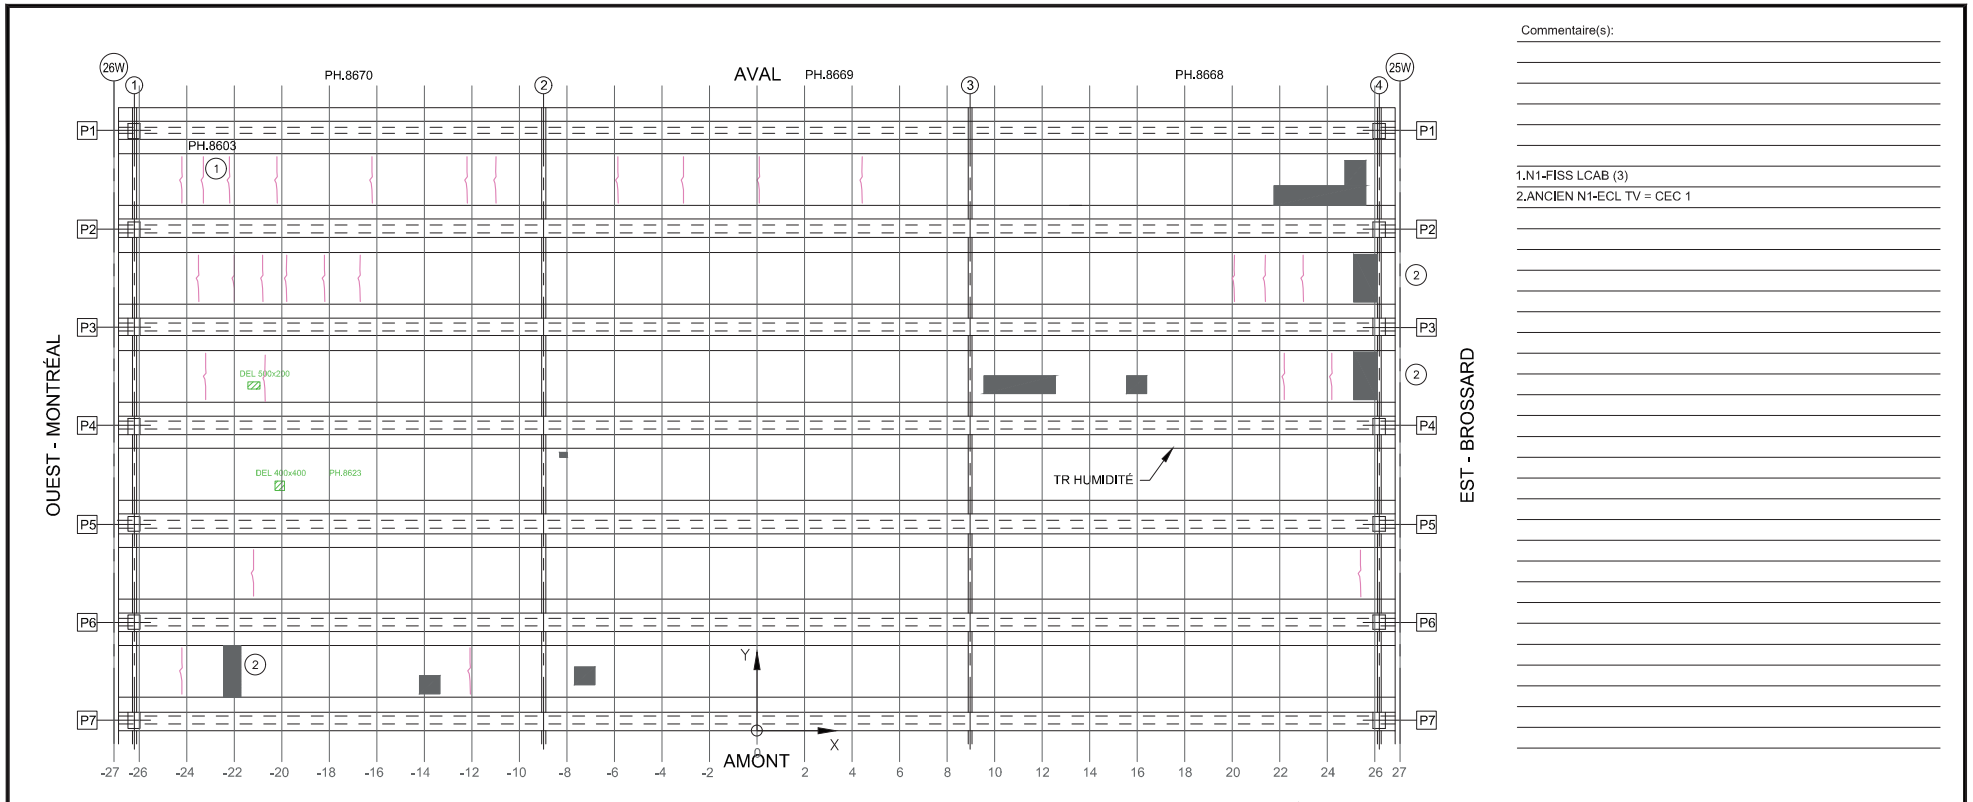 Commentaire(s):
26W
PH.8670
AVAL
PH.8669
PH.8668
25W
1
2
3
4
P1
P1
PH.8603
1
1.N1-FISS LCAB (3)
2.ANCIEN N1-ECL TV = CEC 1
P2
P2
2
P3
P3
OUEST - MONTRÉAL
EST - BROSSARD
DEL 500x200
2
P4
P4
DEL 400x400
PH.8623
TR HUMIDITÉ
P5
P5
P6
P6
2
Y
P7
P7
X
0
AMONT
-27 -26 -24 -22 -20 -18 -16 -14 -12 -10 -8 -6 -4 -2 2 4 6 8 10 12 14 16 18 20 22 24 26 27